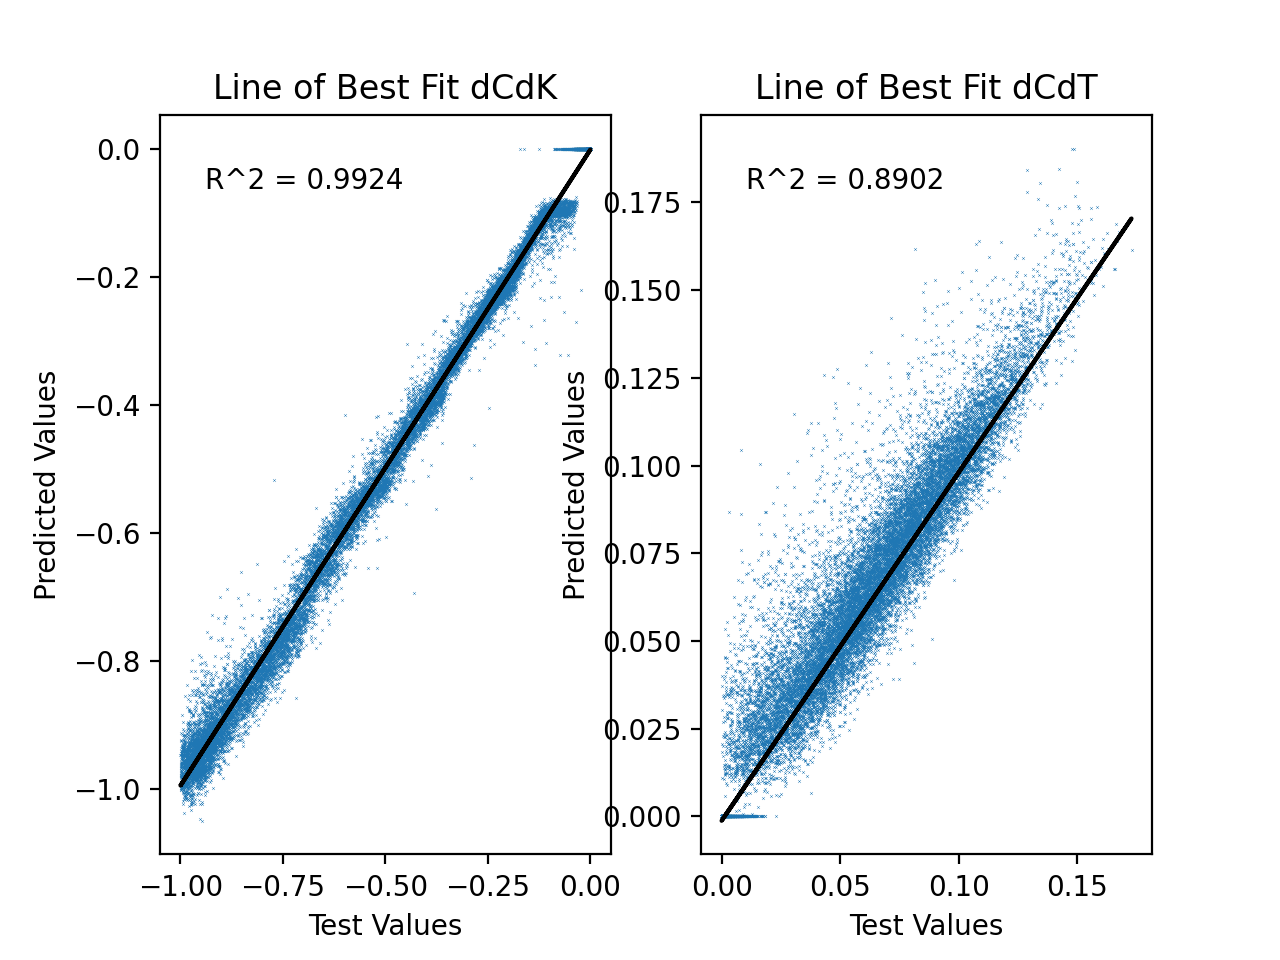 Line of Best Fit dCdK
R^2 = 0.9924
0.0
−0.2
−0.4
−0.6
−0.8
−1.0
Predicted Values
−1.00 −0.75 −0.50 −0.25 0.00
Test Values
Line of Best Fit dCdT
R^2 = 0.8902
0.175
0.150
0.125
0.100
0.075
0.050
0.025
0.000
Predicted Values
0.00 0.05 0.10 0.15
Test Values